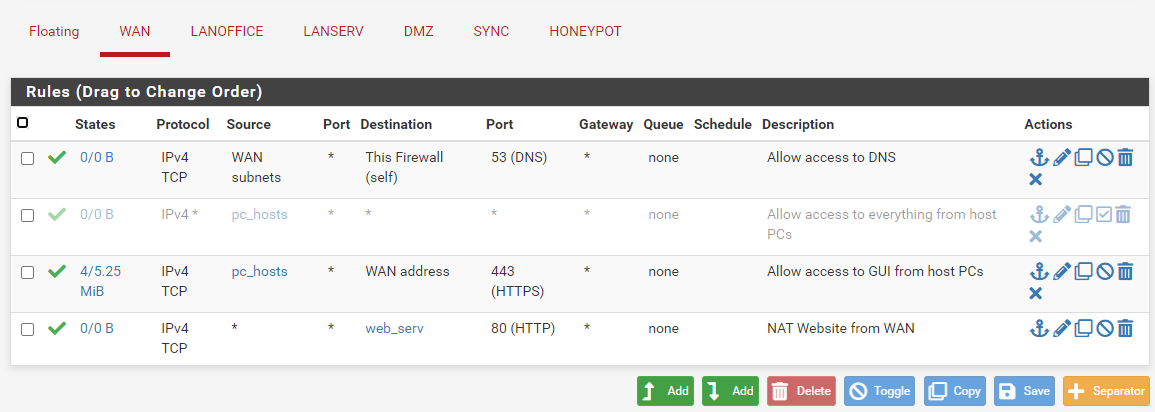 Floating WAN LANOFFICE LANSERV DMZ SYNC HONEYPOT
Rules (Drag to Change Order)
States Protocol Source Port Destination Port Gateway Queue Schedule Description Actions
0/0 B IPv4 WAN * This Firewall 53 (DNS) * none Allow access to DNS
TCP subnets (self)
0/0 B IPv4 * pc_hosts * * * * none Allow access to everything from host
PCs
4/5.25 IPv4 pc_hosts * WAN address 443 * none Allow access to GUI from host PCs
MiB TCP (HTTPS)
0/0 B IPv4 * * web_serv 80 (HTTP) * none NAT Website from WAN
TCP
Add Add Delete Toggle Copy Save Separator